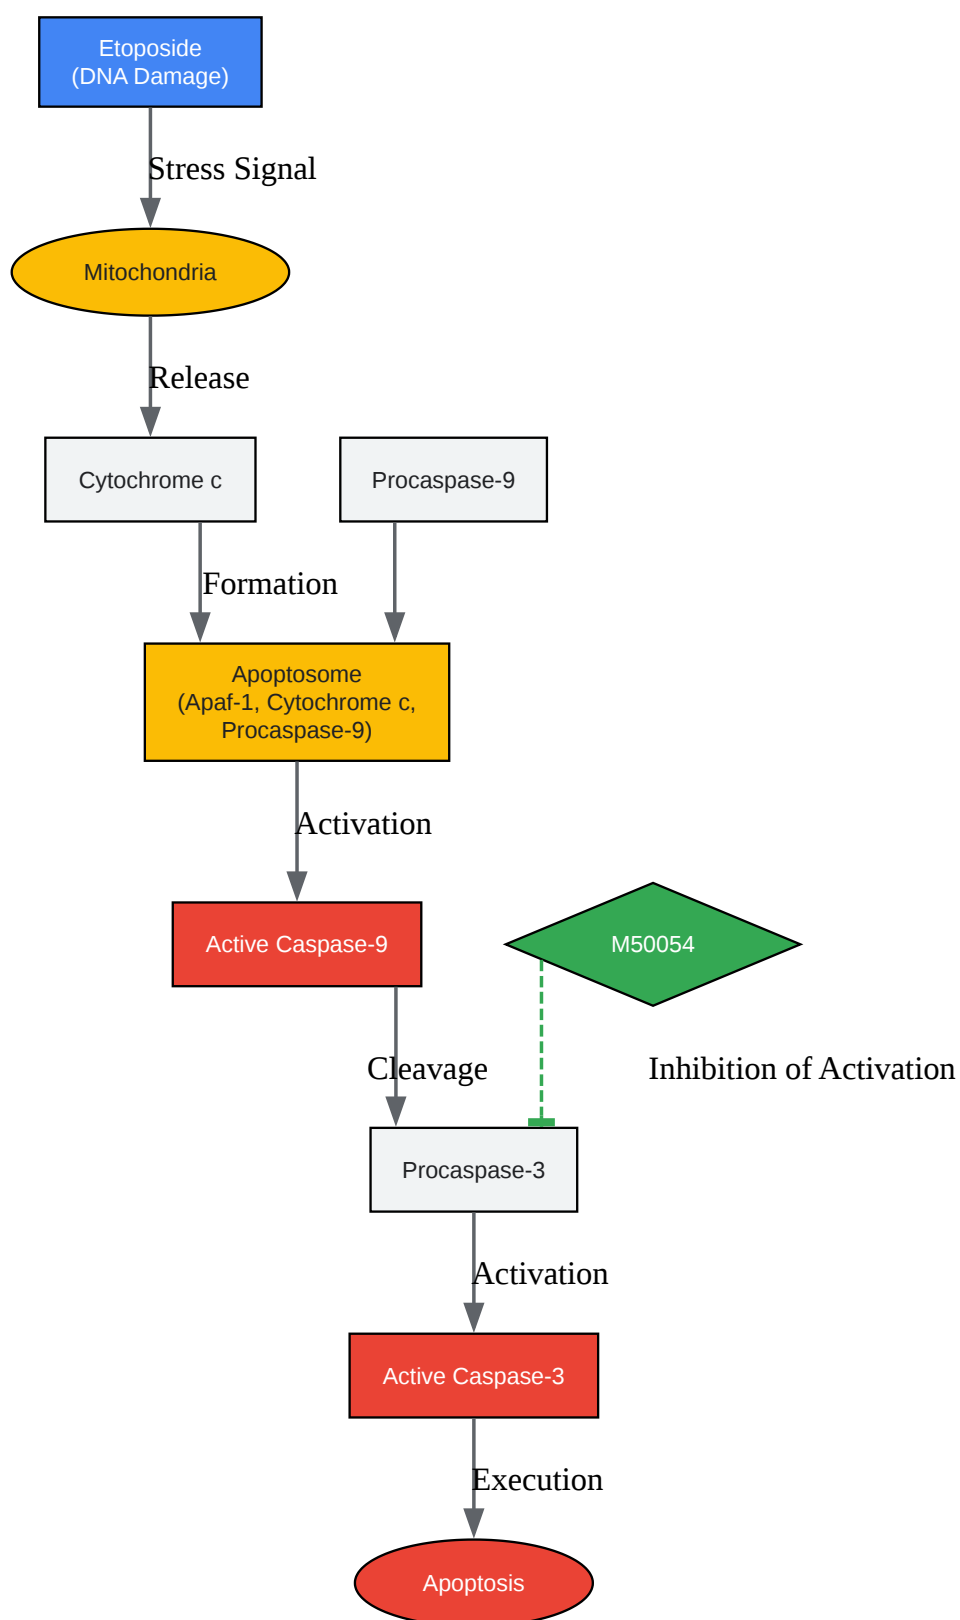 Etoposide
(DNA Damage)
Stress Signal
Mitochondria
Release
Cytochrome c
Procaspase-9
Formation
Apoptosome
(Apaf-1, Cytochrome c,
Procaspase-9)
Activation
Active Caspase-9
M50054
Cleavage
Inhibition of Activation
Procaspase-3
Activation
Active Caspase-3
Execution
Apoptosis